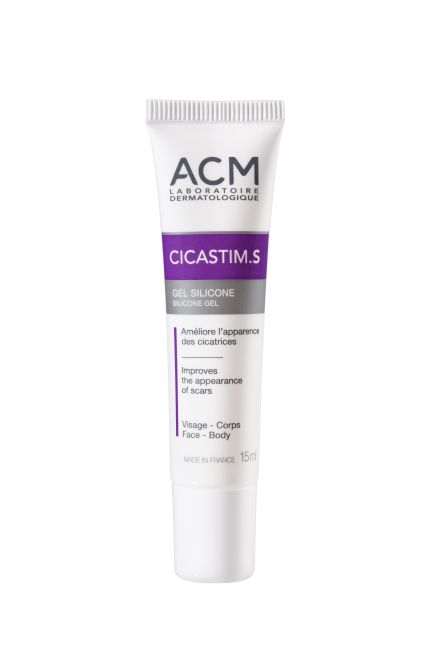 ACM
LABORATOIRE
DERMATOLOGIQUE
CICASTIM.S
GEL SILICONE
SILICONE GEL
Améliore l'apparence
des cicatrices
Improves
the appearance
of scars
Visage - Corps
Face - Body
MADE IN FRANCE 15ml